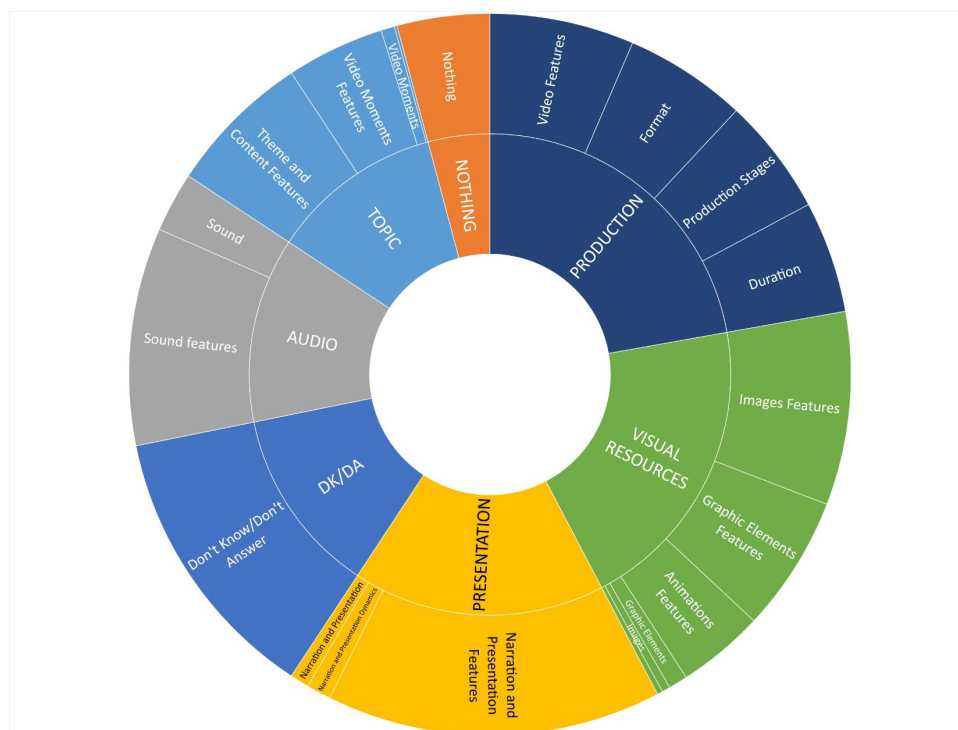 PRODUCTION
Video Features
Format
Production Stages
Duration
VISUAL
RESOURCES
Images Features
Graphic Elements
Features
Animations
Features
Graphic Elements
Images
PRESENTATION
Narration and
Presentation
Features
Narration and Presentation Dynamics
Narration and Presentation
DK/DA
Don't Know/Don't
Answer
AUDIO
Sound features
Sound
TOPIC
Theme and
Content Features
Video Moments
Features
Video Moments
NOTHING
Nothing